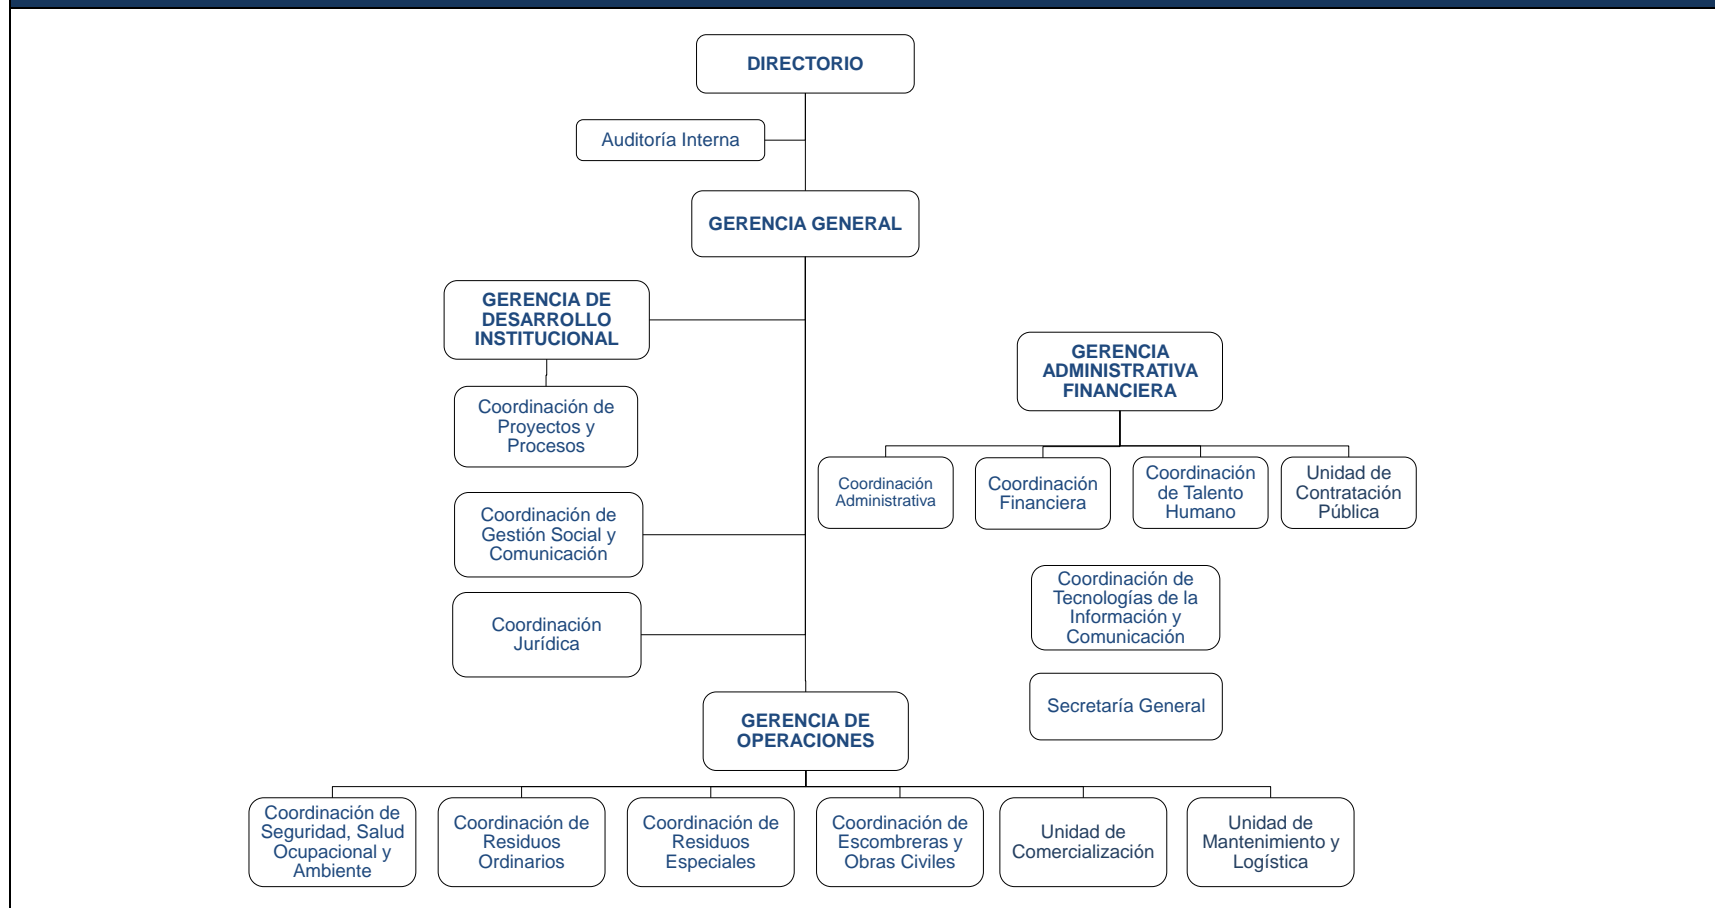 DIRECTORIO
Auditoría Interna
GERENCIA GENERAL
GERENCIA DE
DESARROLLO
INSTITUCIONAL
GERENCIA
ADMINISTRATIVA
FINANCIERA
Coordinación de
Proyectos y
Procesos
Coordinación
Administrativa
Coordinación
Financiera
Coordinación
de Talento
Humano
Unidad de
Contratación
Pública
Coordinación de
Gestión Social y
Comunicación
Coordinación de
Tecnologías de la
Información y
Comunicación
Coordinación
Jurídica
Secretaría General
GERENCIA DE
OPERACIONES
Coordinación de
Seguridad, Salud
Ocupacional y
Ambiente
Coordinación de
Residuos
Ordinarios
Coordinación de
Residuos
Especiales
Coordinación de
Escombreras y
Obras Civiles
Unidad de
Comercialización
Unidad de
Mantenimiento y
Logística